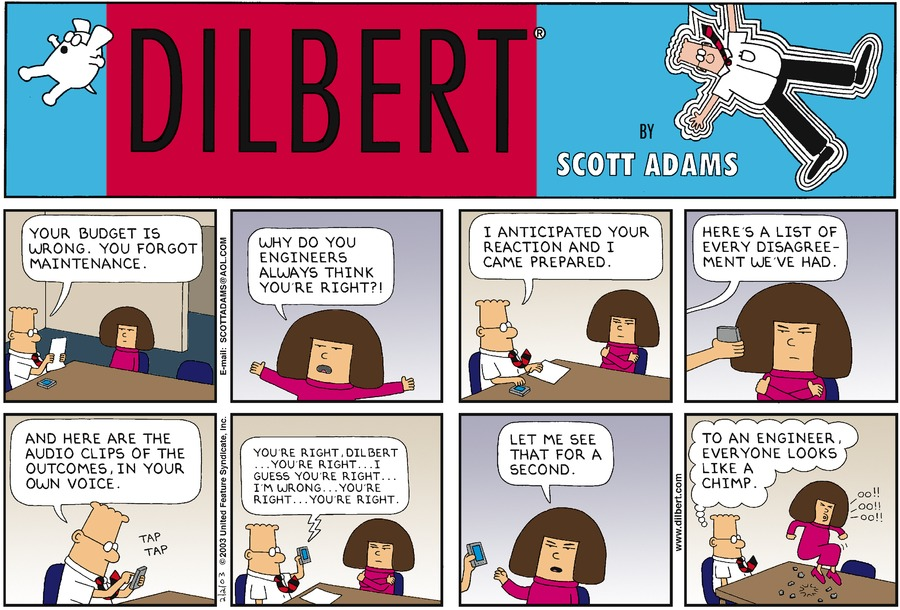 DILBERT®
BY
SCOTT ADAMS
YOUR BUDGET IS
WRONG. YOU FORGOT
MAINTENANCE.
E-mail: SCOTTADAMS@AOL.COM
WHY DO YOU
ENGINEERS
ALWAYS THINK
YOU'RE RIGHT?!
I ANTICIPATED YOUR
REACTION AND I
CAME PREPARED.
HERE'S A LIST OF
EVERY DISAGREE-
MENT WE'VE HAD.
AND HERE ARE THE
AUDIO CLIPS OF THE
OUTCOMES, IN YOUR
OWN VOICE.
TAP
TAP
2/2/03 © 2003 United Feature Syndicate, Inc.
YOU'RE RIGHT, DILBERT
...YOU'RE RIGHT...I
GUESS YOU'RE RIGHT...
I'M WRONG...YOU'RE
RIGHT...YOU'RE RIGHT.
LET ME SEE
THAT FOR A
SECOND.
www.dilbert.com
TO AN ENGINEER,
EVERYONE LOOKS
LIKE A
CHIMP.
OO!!
OO!!
OO!!